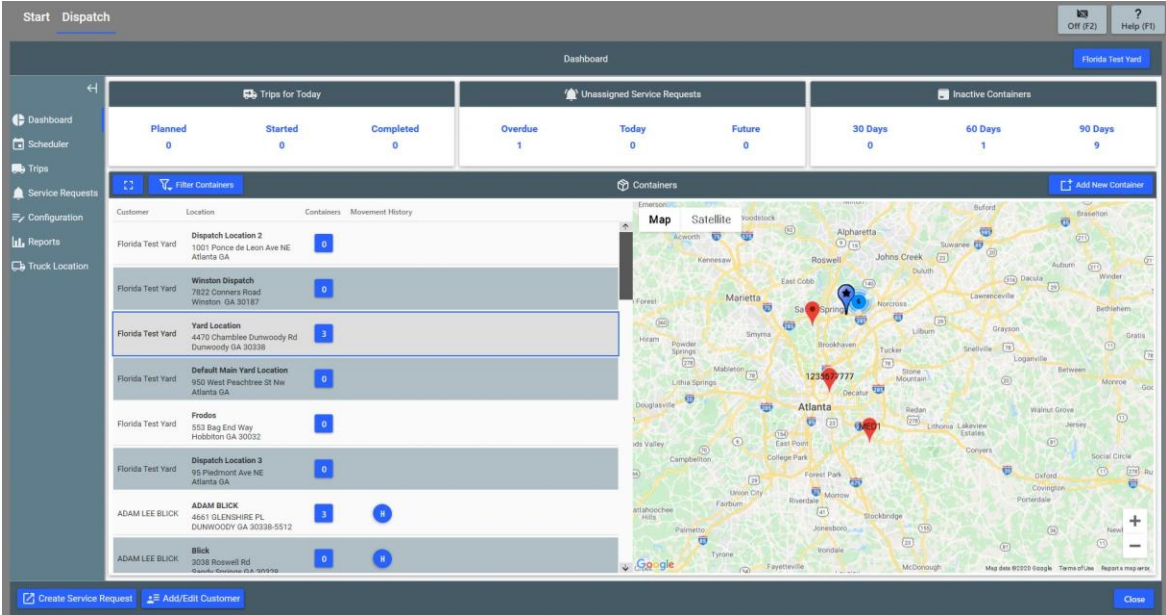 Start Dispatch
Off (F2)
?
Help (F1)
Dashboard
Florida Test Yard
Dashboard
Scheduler
Trips
Service Requests
Configuration
Reports
Truck Location
Trips for Today
Planned Started Completed
0 0 0
Unassigned Service Requests
Overdue Today Future
1 0 0
Inactive Containers
30 Days 60 Days 90 Days
0 1 9
Filter Containers
Containers
Add New Container
Customer Location Containers Movement History
Florida Test Yard
Dispatch Location 2
1001 Ponce de Leon Ave NE
Atlanta GA
0
Florida Test Yard
Winston Dispatch
7822 Conners Road
Winston GA 30187
0
Florida Test Yard
Yard Location
4470 Chamblee Dunwoody Rd
Dunwoody GA 30338
3
Florida Test Yard
Default Main Yard Location
950 West Peachtree St Nw
Atlanta GA
0
Florida Test Yard
Frodos
553 Bag End Way
Hobbiton GA 30032
0
Florida Test Yard
Dispatch Location 3
95 Piedmont Ave NE
Atlanta GA
0
ADAM LEE BLICK
ADAM BLICK
4661 GLENSHIRE PL
DUNWOODY GA 30338-5512
3
H
ADAM LEE BLICK
Blick
3038 Roswell Rd
Sandy Springs GA 30328
0
H
Map Satellite
Emerson
Woodstock
Buford
Braselton
Acworth
Alpharetta
Suwanee
Kennesaw
Roswell
Johns Creek
Duluth
Auburn
Dacula
Winder
East Cobb
Forest
Marietta
Norcross
Lawrenceville
Bethlehem
Hiram
Powder
Springs
Smyrna
Brookhaven
Tucker
Lilburn
Grayson
Snellville
Loganville
Gratis
Mableton
Lithia Springs
1235677777
Stone
Mountain
Between
Monroe
Decatur
Douglasville
Atlanta
MED1
Redan
Lithonia
Lakeview
Estates
Walnut Grove
Jersey
East Point
Campbellton
College Park
Conyers
Social Circle
Forest Park
Oxford
Covington
Porterdale
Union City
Fairburn
Riverdale
Morrow
Stockbridge
Palmetto
Jonesboro
Irondale
Tyrone
Fayetteville
McDonough
+
−
Google
Map data ©2020 Google Terms of Use Report a map error
Create Service Request
Add/Edit Customer
Close